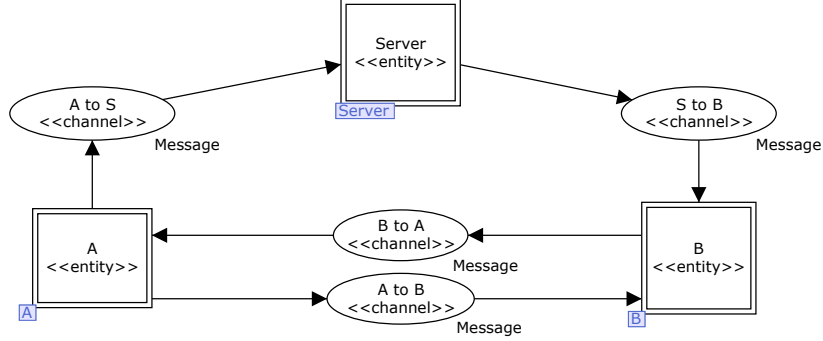 Server
<<entity>>
Server
A to S
<<channel>>
Message
S to B
<<channel>>
Message
A
<<entity>>
A
B to A
<<channel>>
Message
A to B
<<channel>>
Message
B
<<entity>>
B